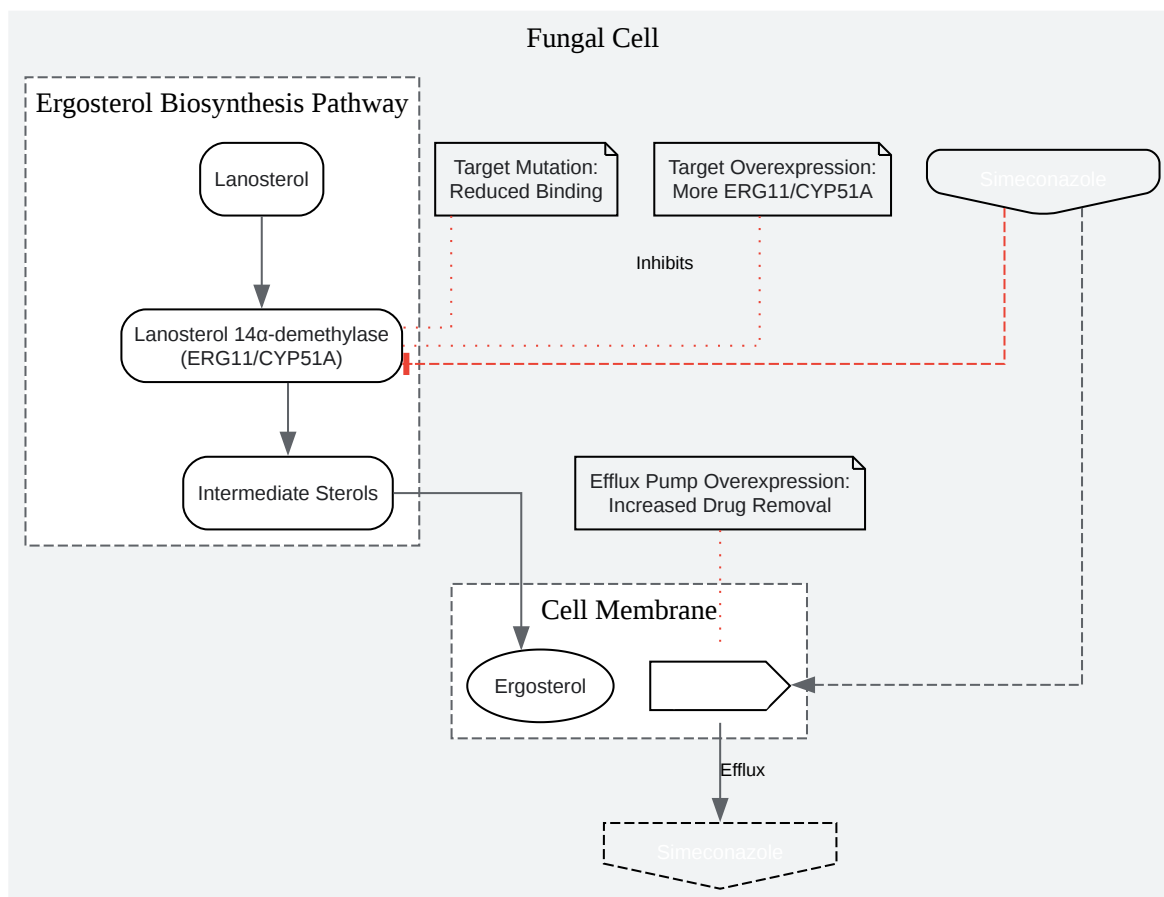 Fungal Cell
Ergosterol Biosynthesis Pathway
Lanosterol
Target Mutation:
Reduced Binding
Target Overexpression:
More ERG11/CYP51A
Simeconazole
Inhibits
Lanosterol 14α-demethylase
(ERG11/CYP51A)
Intermediate Sterols
Efflux Pump Overexpression:
Increased Drug Removal
Cell Membrane
Ergosterol
Efflux
Simeconazole